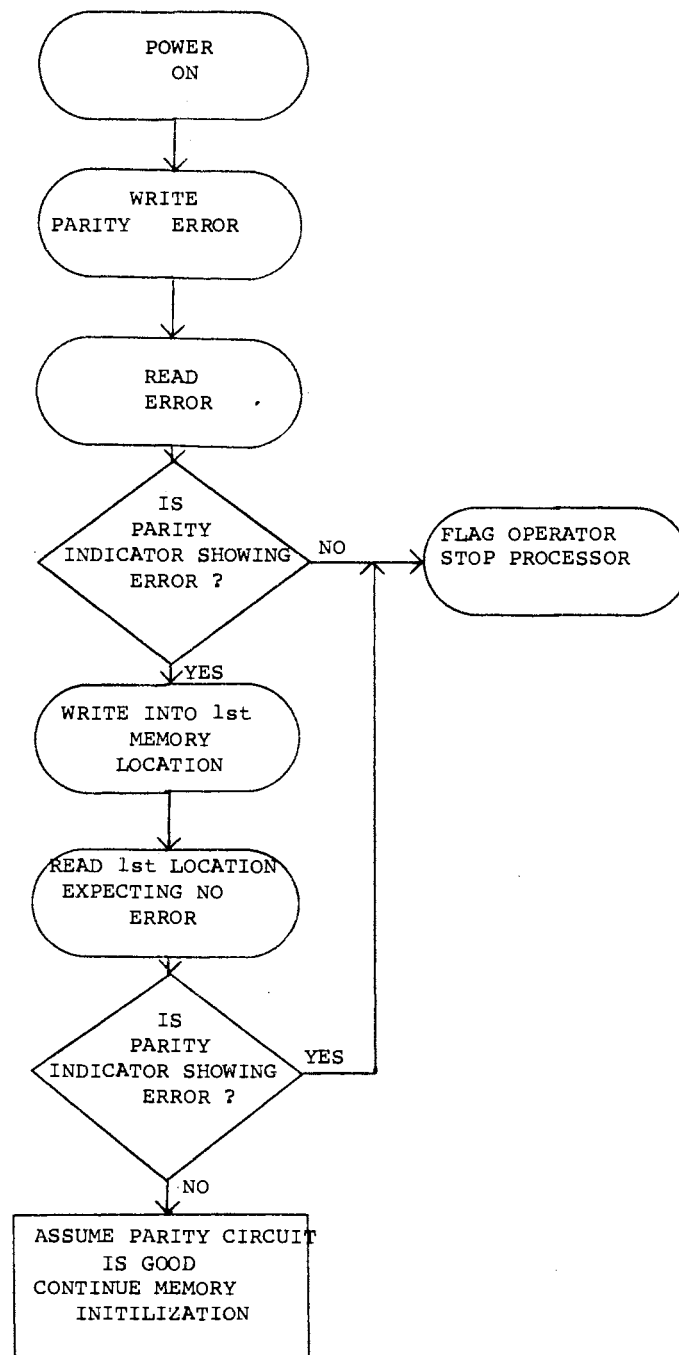 POWER
ON
WRITE
PARITY ERROR
READ
ERROR
IS
PARITY
INDICATOR SHOWING
ERROR ?
NO
FLAG OPERATOR
STOP PROCESSOR
YES
WRITE INTO 1st
MEMORY
LOCATION
READ 1st LOCATION
EXPECTING NO
ERROR
IS
PARITY
INDICATOR SHOWING
ERROR ?
YES
NO
ASSUME PARITY CIRCUIT
IS GOOD
CONTINUE MEMORY
INITILIZATION